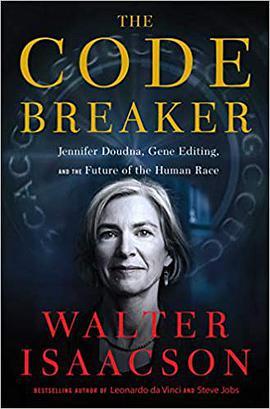 THE
CODE
BREAKER
Jennifer Doudna, Gene Editing,
AND THE Future of the Human Race
WALTER
ISAACSON
BESTSELLING AUTHOR OF Leonardo da Vinci AND Steve Jobs